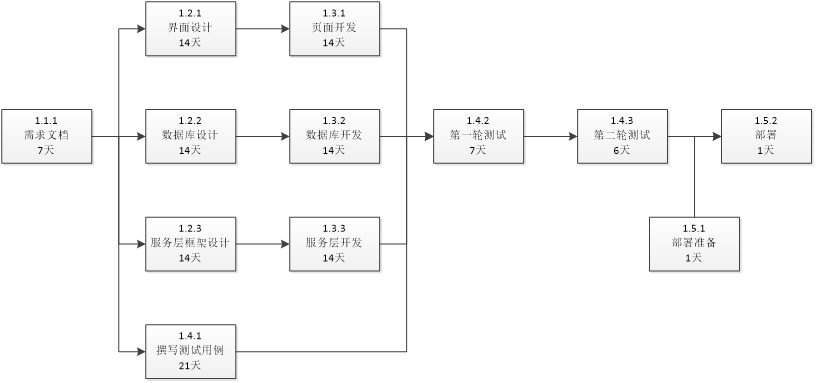 1.2.1
界面设计
14天
1.3.1
页面开发
14天
1.1.1
需求文档
7天
1.2.2
数据库设计
14天
1.3.2
数据库开发
14天
1.4.2
第一轮测试
7天
1.4.3
第二轮测试
6天
1.5.2
部署
1天
1.2.3
服务层框架设计
14天
1.3.3
服务层开发
14天
1.5.1
部署准备
1天
1.4.1
撰写测试用例
21天